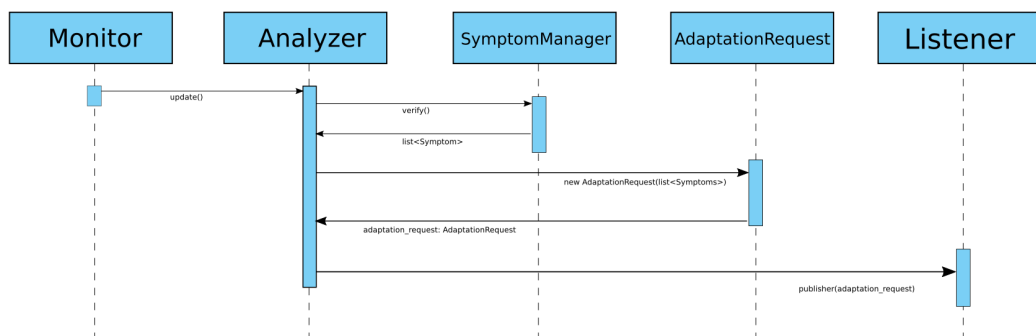 Monitor
Analyzer
SymptomManager
AdaptationRequest
Listener
update()
verify()
list<Symptom>
new AdaptationRequest(list<Symptoms>)
adaptation_request: AdaptationRequest
publisher(adaptation_request)